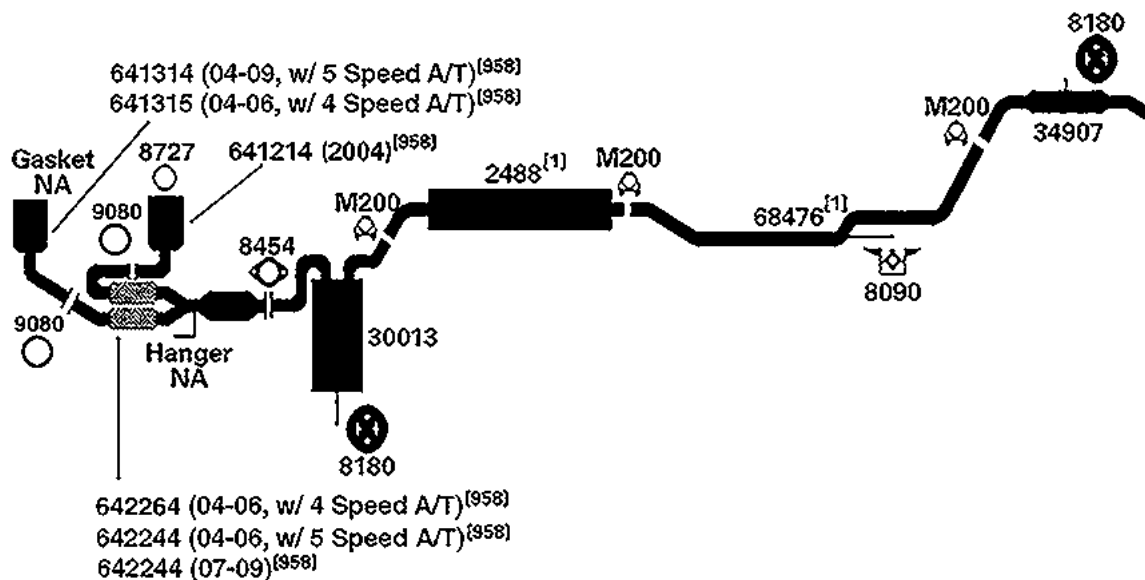 8180
641314 (04-09, w/ 5 Speed A/T)[958]
641315 (04-06, w/ 4 Speed A/T)[958]
M200
34907
Gasket
NA
8727
641214 (2004)[958]
2488[1]
M200
9080
M200
68476[1]
8454
8090
9080
Hanger
NA
30013
8180
642264 (04-06, w/ 4 Speed A/T)[958]
642244 (04-06, w/ 5 Speed A/T)[958]
642244 (07-09)[958]